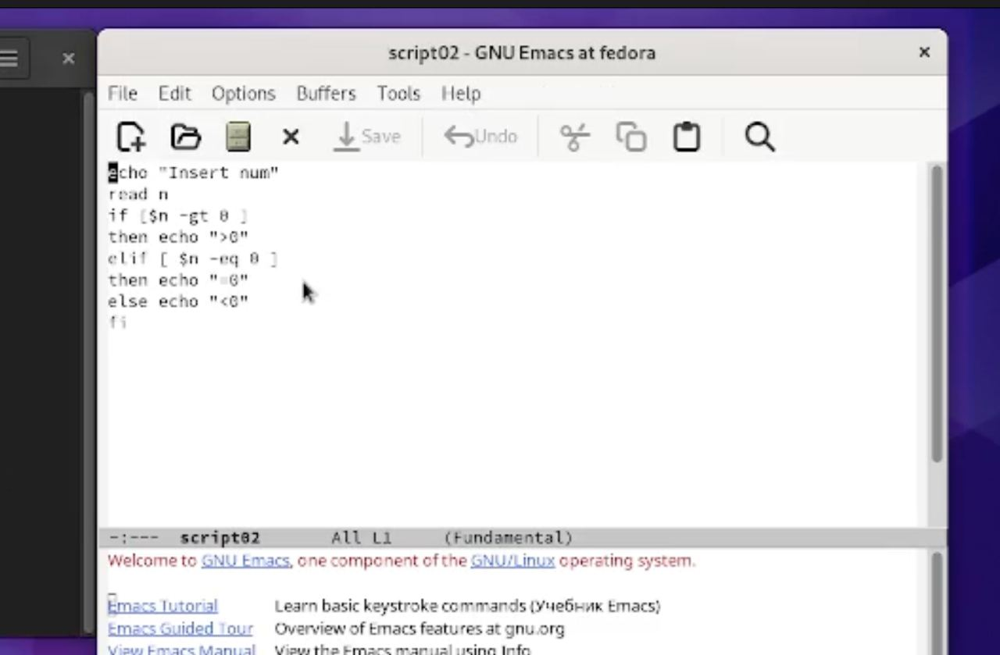 script02 - GNU Emacs at fedora
File Edit Options Buffers Tools Help
Save Undo
echo "Insert num"
read n
if [$n -gt 0 ]
then echo ">0"
elif [ $n -eq 0 ]
then echo "=0"
else echo "<0"
fi
-:--- script02 All L1 (Fundamental)
Welcome to GNU Emacs, one component of the GNU/Linux operating system.
Emacs Tutorial Learn basic keystroke commands (Учебник Emacs)
Emacs Guided Tour Overview of Emacs features at gnu.org
View Emacs Manual View the Emacs manual using Info